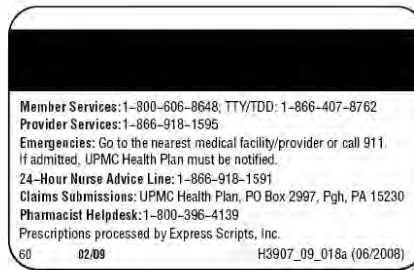 Member Services:1–800–606–8648; TTY/TDD: 1–866–407–8762
Provider Services:1–866–918–1595
Emergencies: Go to the nearest medical facility/provider or call 911.
If admitted, UPMC Health Plan must be notified.
24–Hour Nurse Advice Line:1–866–918–1591
Claims Submissions: UPMC Health Plan, PO Box 2997, Pgh, PA 15230
Pharmacist Helpdesk:1–800–396–4139
Prescriptions processed by Express Scripts, Inc.
60 02/09 H3907_09_018a (06/2008)